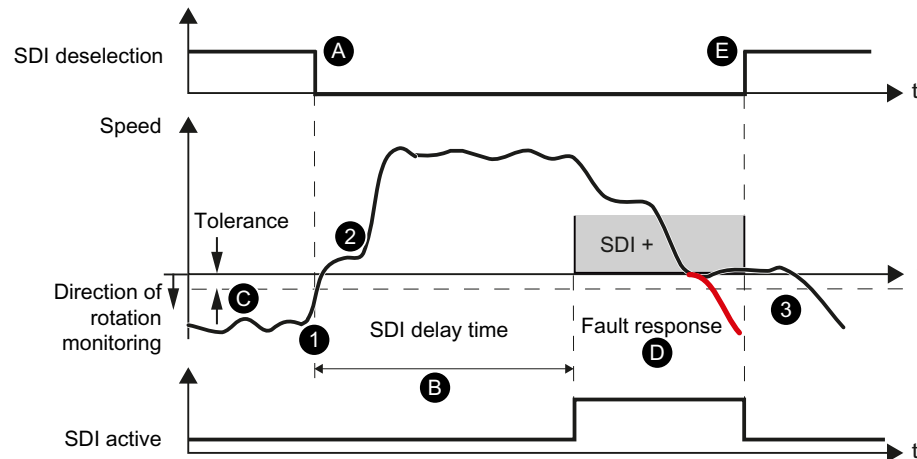 SDI deselection
A
E
t
Speed
Tolerance
2
SDI +
Direction of
rotation
monitoring
C
1
SDI delay time
Fault response
D
3
B
SDI active
t